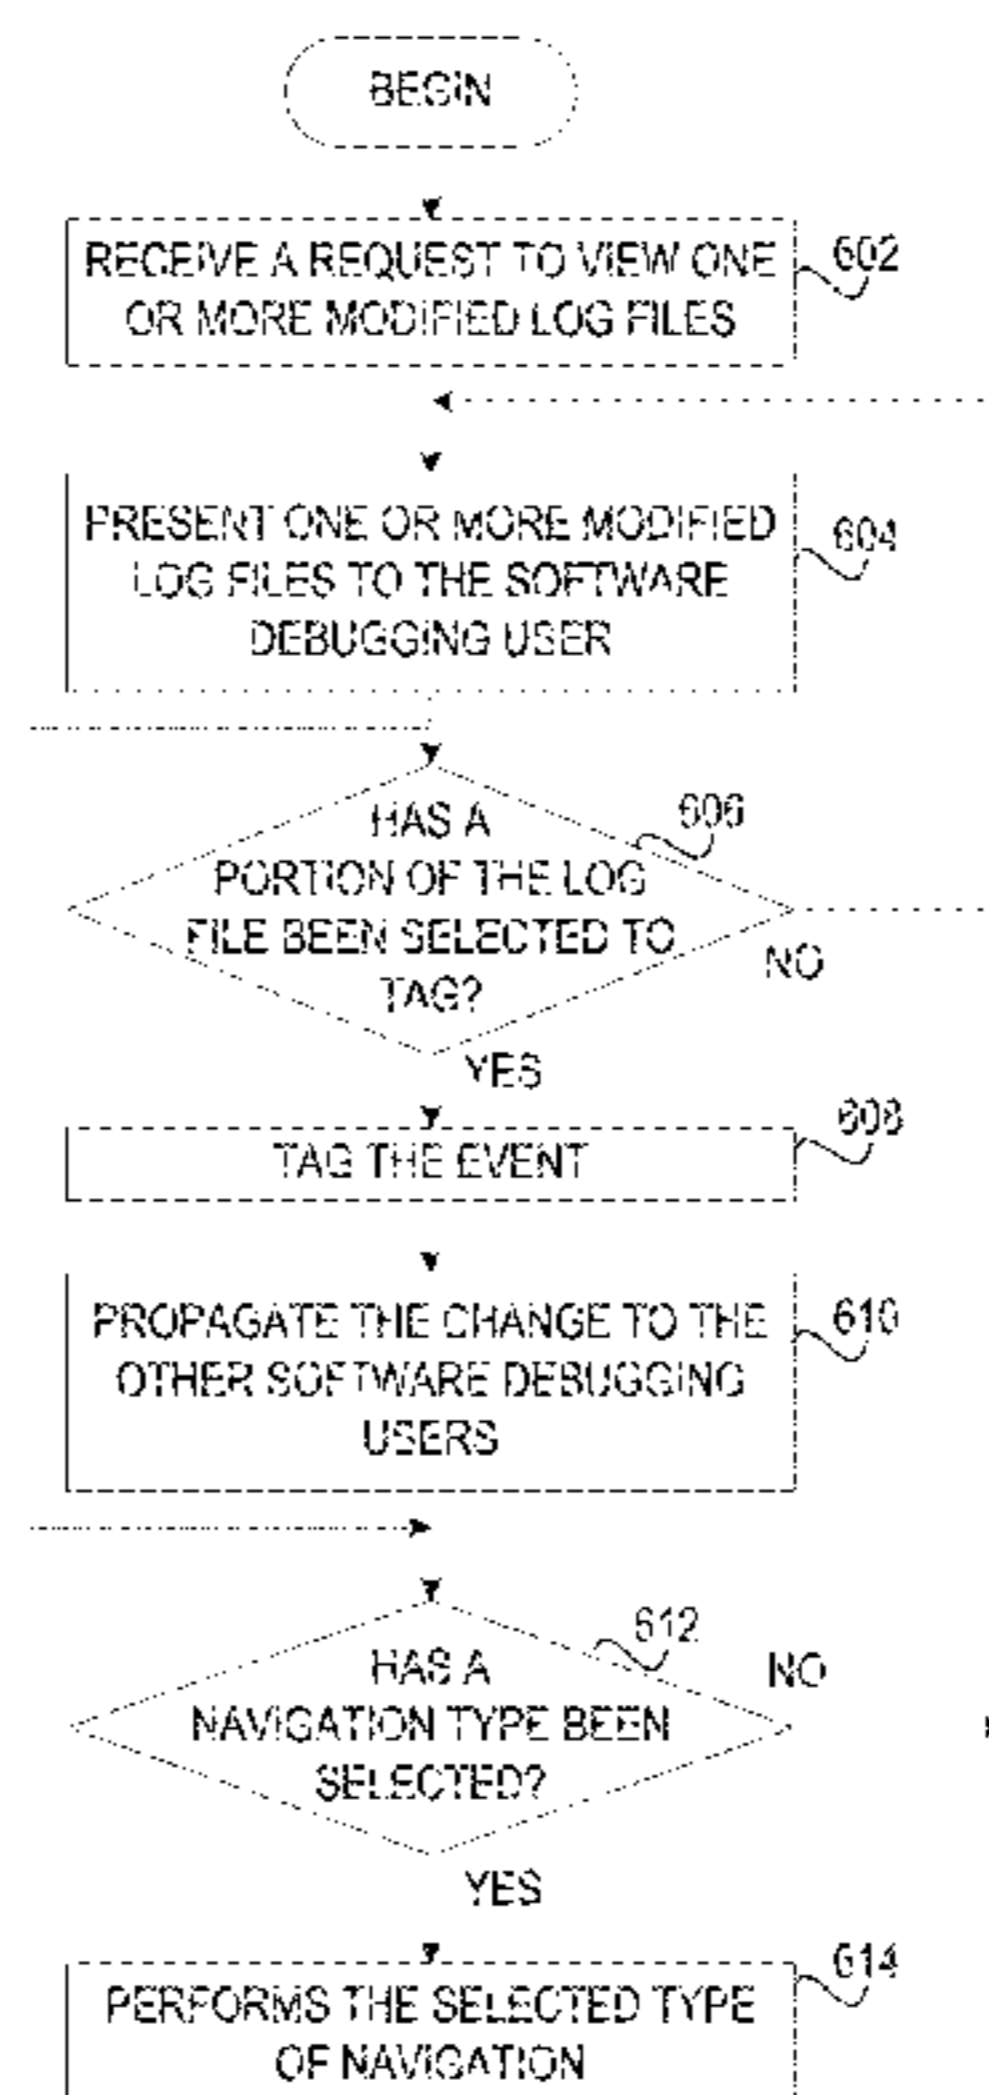 BEGIN
RECEIVE A REQUEST TO VIEW ONE
OR MORE MODIFIED LOG FILES
602
PRESENT ONE OR MORE MODIFIED
LOG FILES TO THE SOFTWARE
DEBUGGING USER
604
HAS A
PORTION OF THE LOG
FILE BEEN SELECTED TO
TAG?
606
NO
YES
TAG THE EVENT
608
PROPAGATE THE CHANGE TO THE
OTHER SOFTWARE DEBUGGING
USERS
610
HAS A
NAVIGATION TYPE BEEN
SELECTED?
612
NO
YES
PERFORMS THE SELECTED TYPE
OF NAVIGATION
614